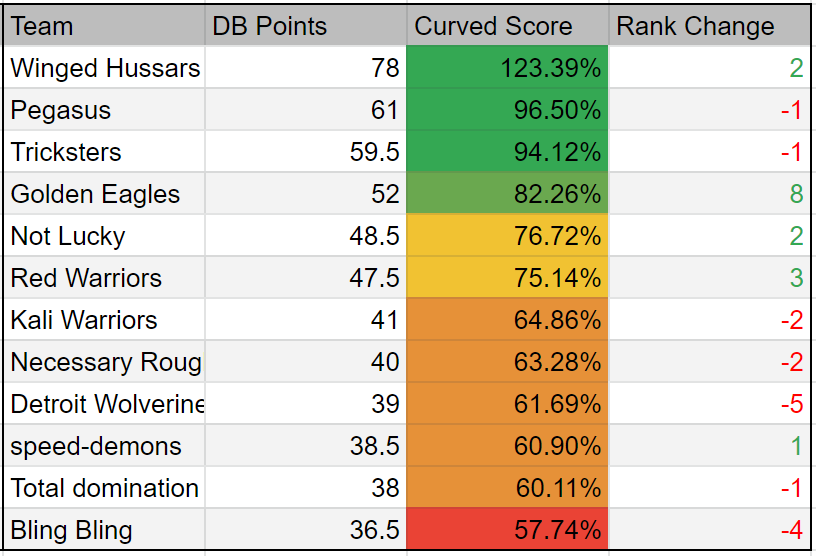 Team DB Points Curved Score Rank Change
Winged Hussars 78 123.39% 2
Pegasus 61 96.50% -1
Tricksters 59.5 94.12% -1
Golden Eagles 52 82.26% 8
Not Lucky 48.5 76.72% 2
Red Warriors 47.5 75.14% 3
Kali Warriors 41 64.86% -2
Necessary Roug 40 63.28% -2
Detroit Wolverine 39 61.69% -5
speed-demons 38.5 60.90% 1
Total domination 38 60.11% -1
Bling Bling 36.5 57.74% -4